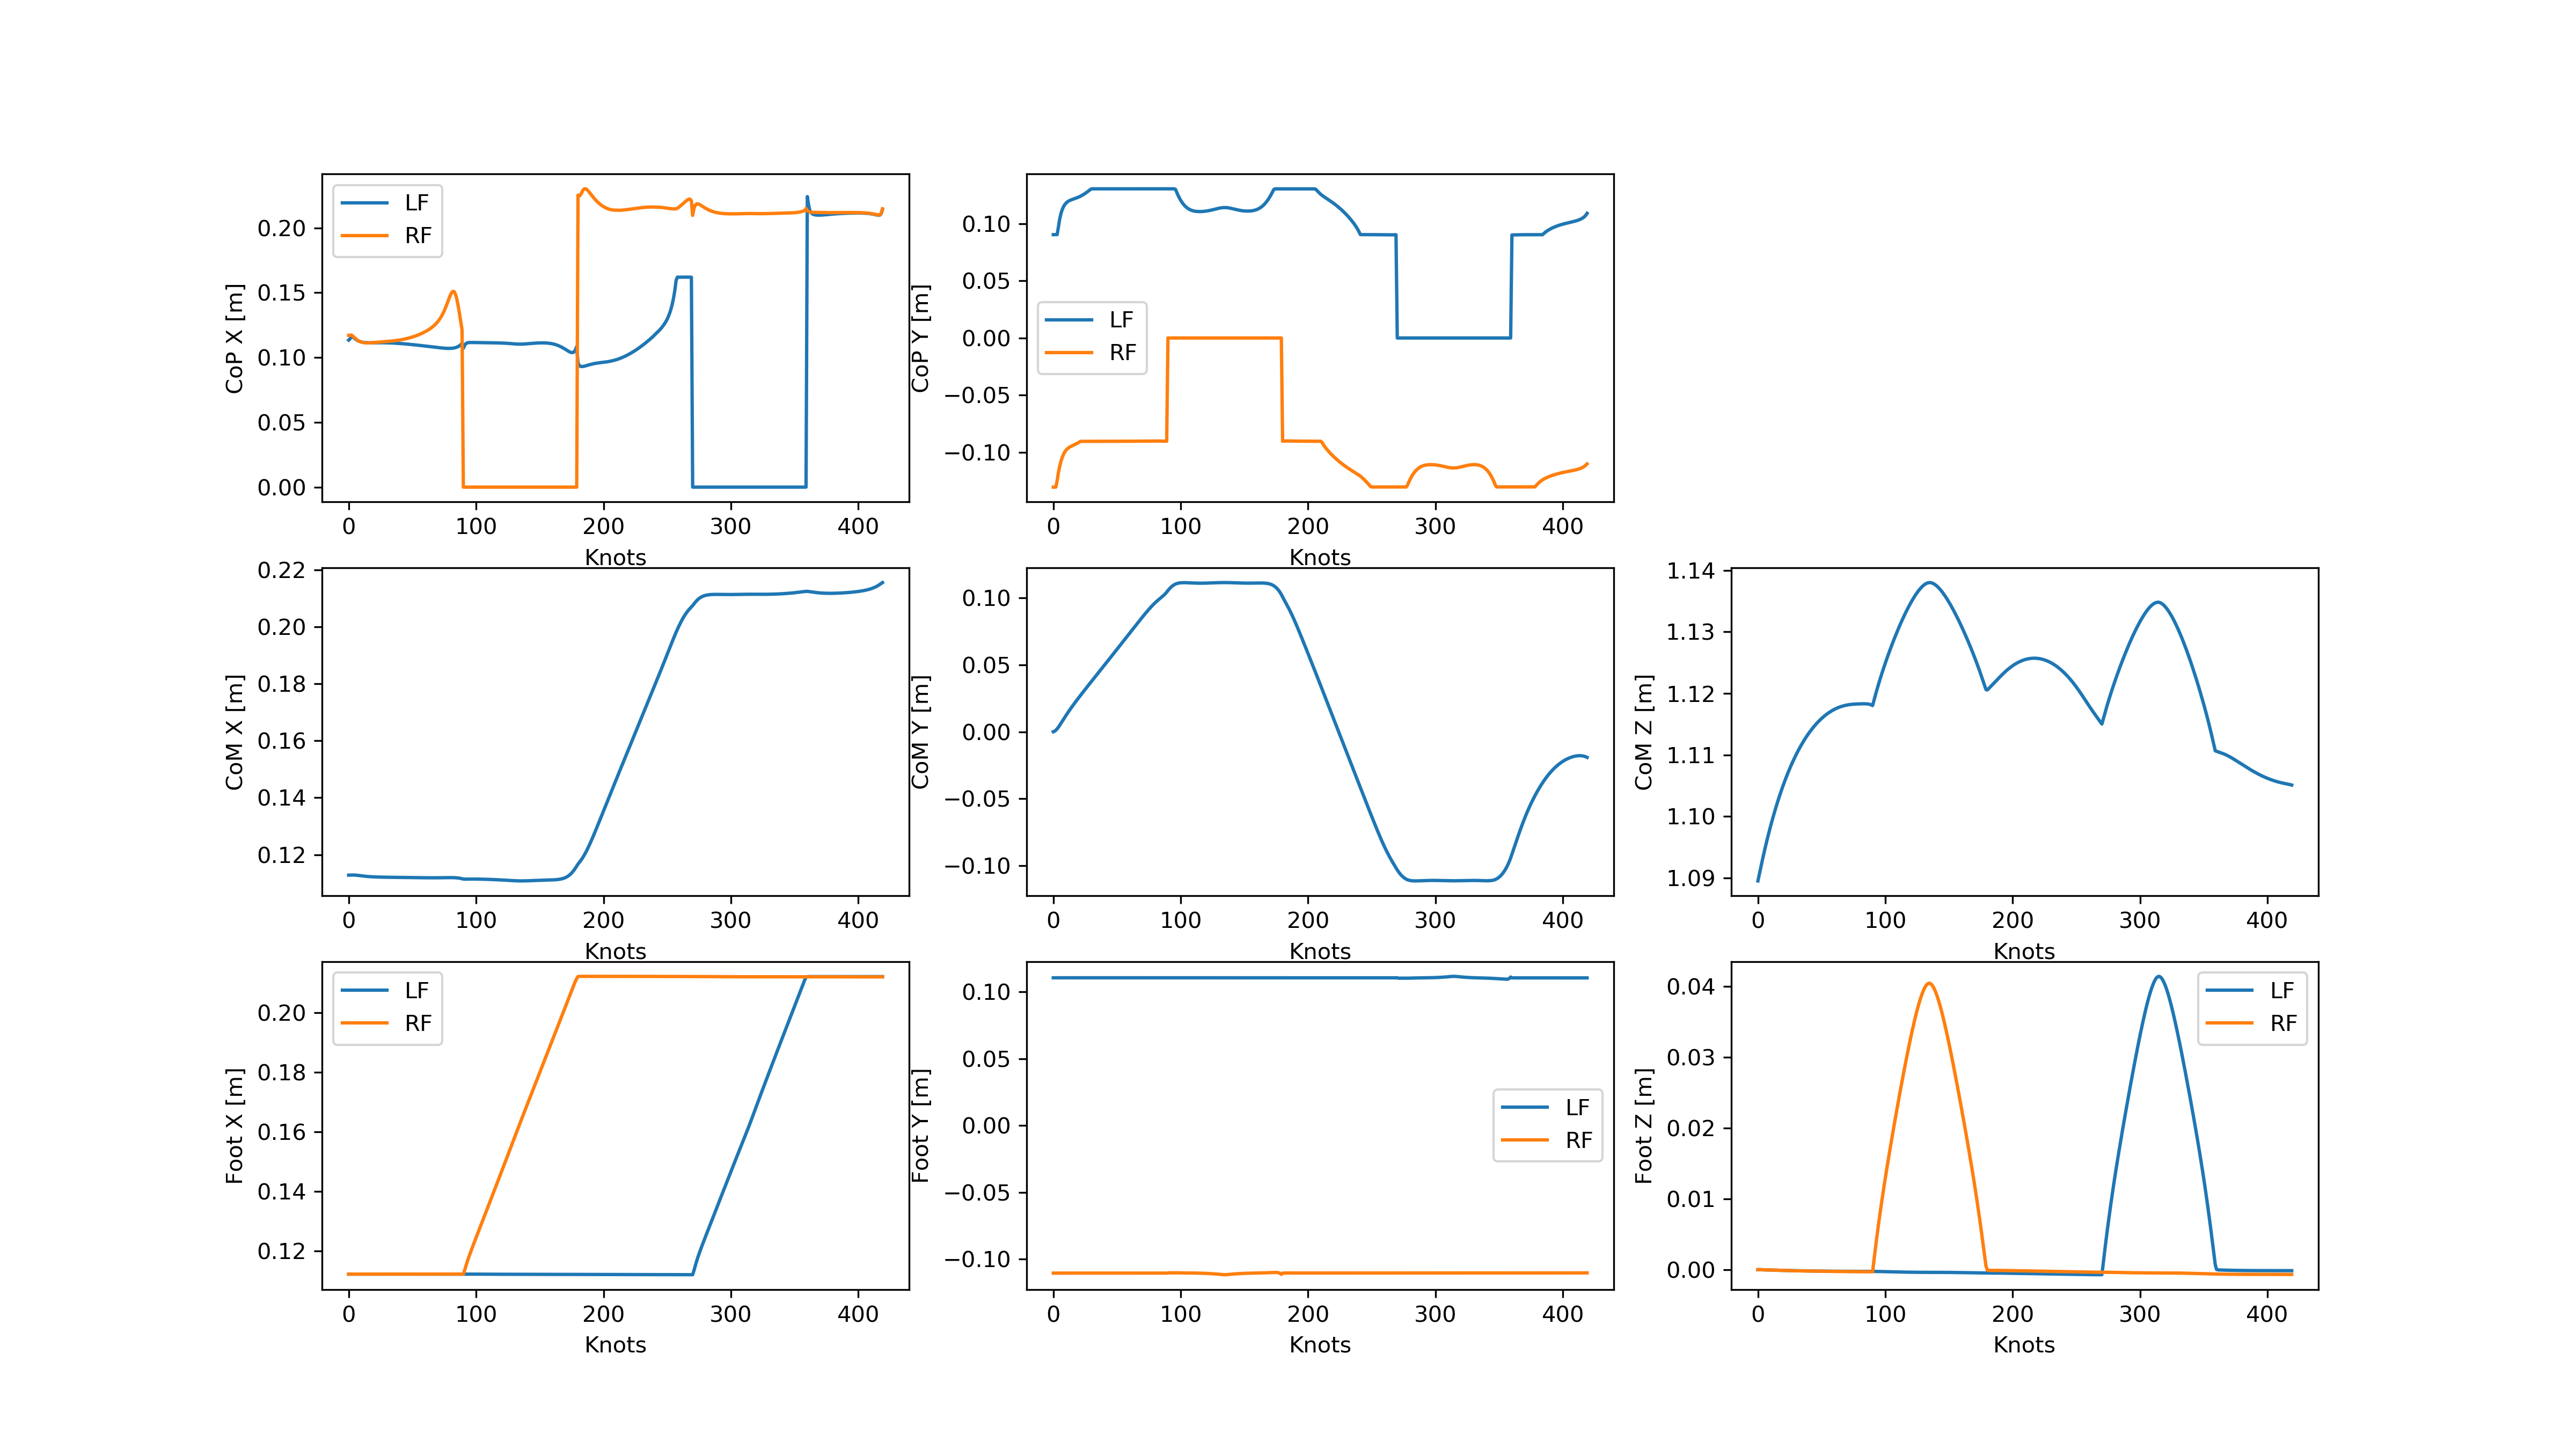 CoP X [m]
0.20
0.15
0.10
0.05
0.00
LF
RF
0 100 200 300 400
Knots
CoP Y [m]
0.10
0.05
0.00
−0.05
−0.10
LF
RF
0 100 200 300 400
Knots
CoM X [m]
0.22
0.20
0.18
0.16
0.14
0.12
0 100 200 300 400
Knots
CoM Y [m]
0.10
0.05
0.00
−0.05
−0.10
0 100 200 300 400
Knots
CoM Z [m]
1.14
1.13
1.12
1.11
1.10
1.09
0 100 200 300 400
Knots
Foot X [m]
0.20
0.18
0.16
0.14
0.12
LF
RF
0 100 200 300 400
Knots
Foot Y [m]
0.10
0.05
0.00
−0.05
−0.10
LF
RF
0 100 200 300 400
Knots
Foot Z [m]
0.04
0.03
0.02
0.01
0.00
LF
RF
0 100 200 300 400
Knots